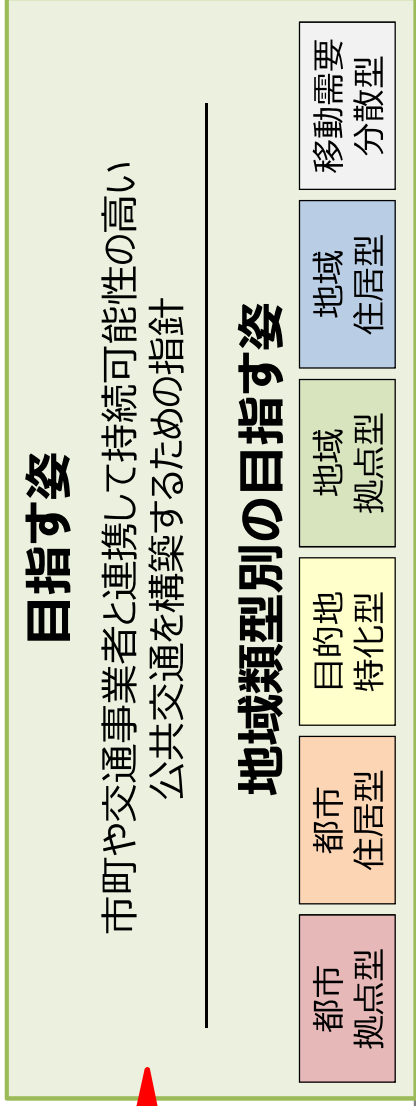 目指す姿
市町や交通事業者と連携して持続可能性の高い
公共交通を構築するための指針
地域類型別の目指す姿
都市
拠点型
都市
住居型
目的地
特化型
地域
拠点型
地域
住居型
移動需要
分散型